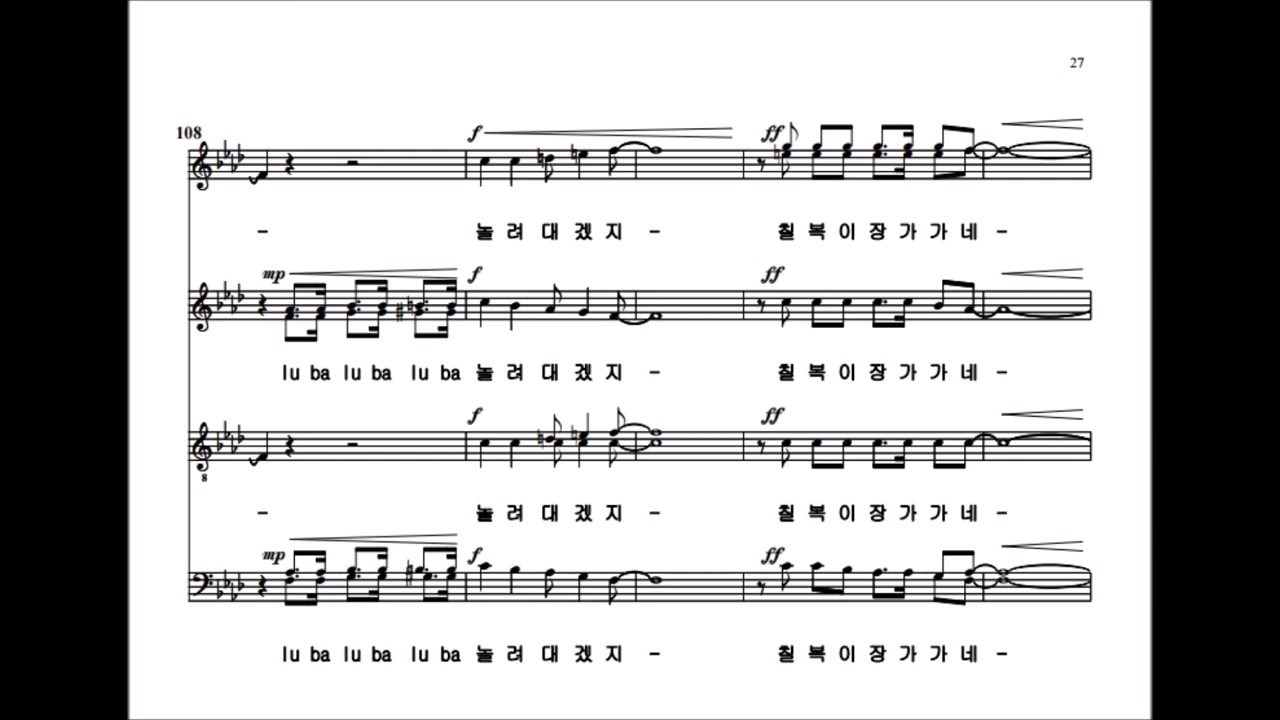 27
108
f
ff
- 놀 려 대 겠 지 - 칠 복 이 장 가 가 네 -
mp
f
ff
lu ba lu ba lu ba 놀 려 대 겠 지 - 칠 복 이 장 가 가 네 -
f
ff
8
- 놀 려 대 겠 지 - 칠 복 이 장 가 가 네 -
mp
f
ff
lu ba lu ba lu ba 놀 려 대 겠 지 - 칠 복 이 장 가 가 네 -